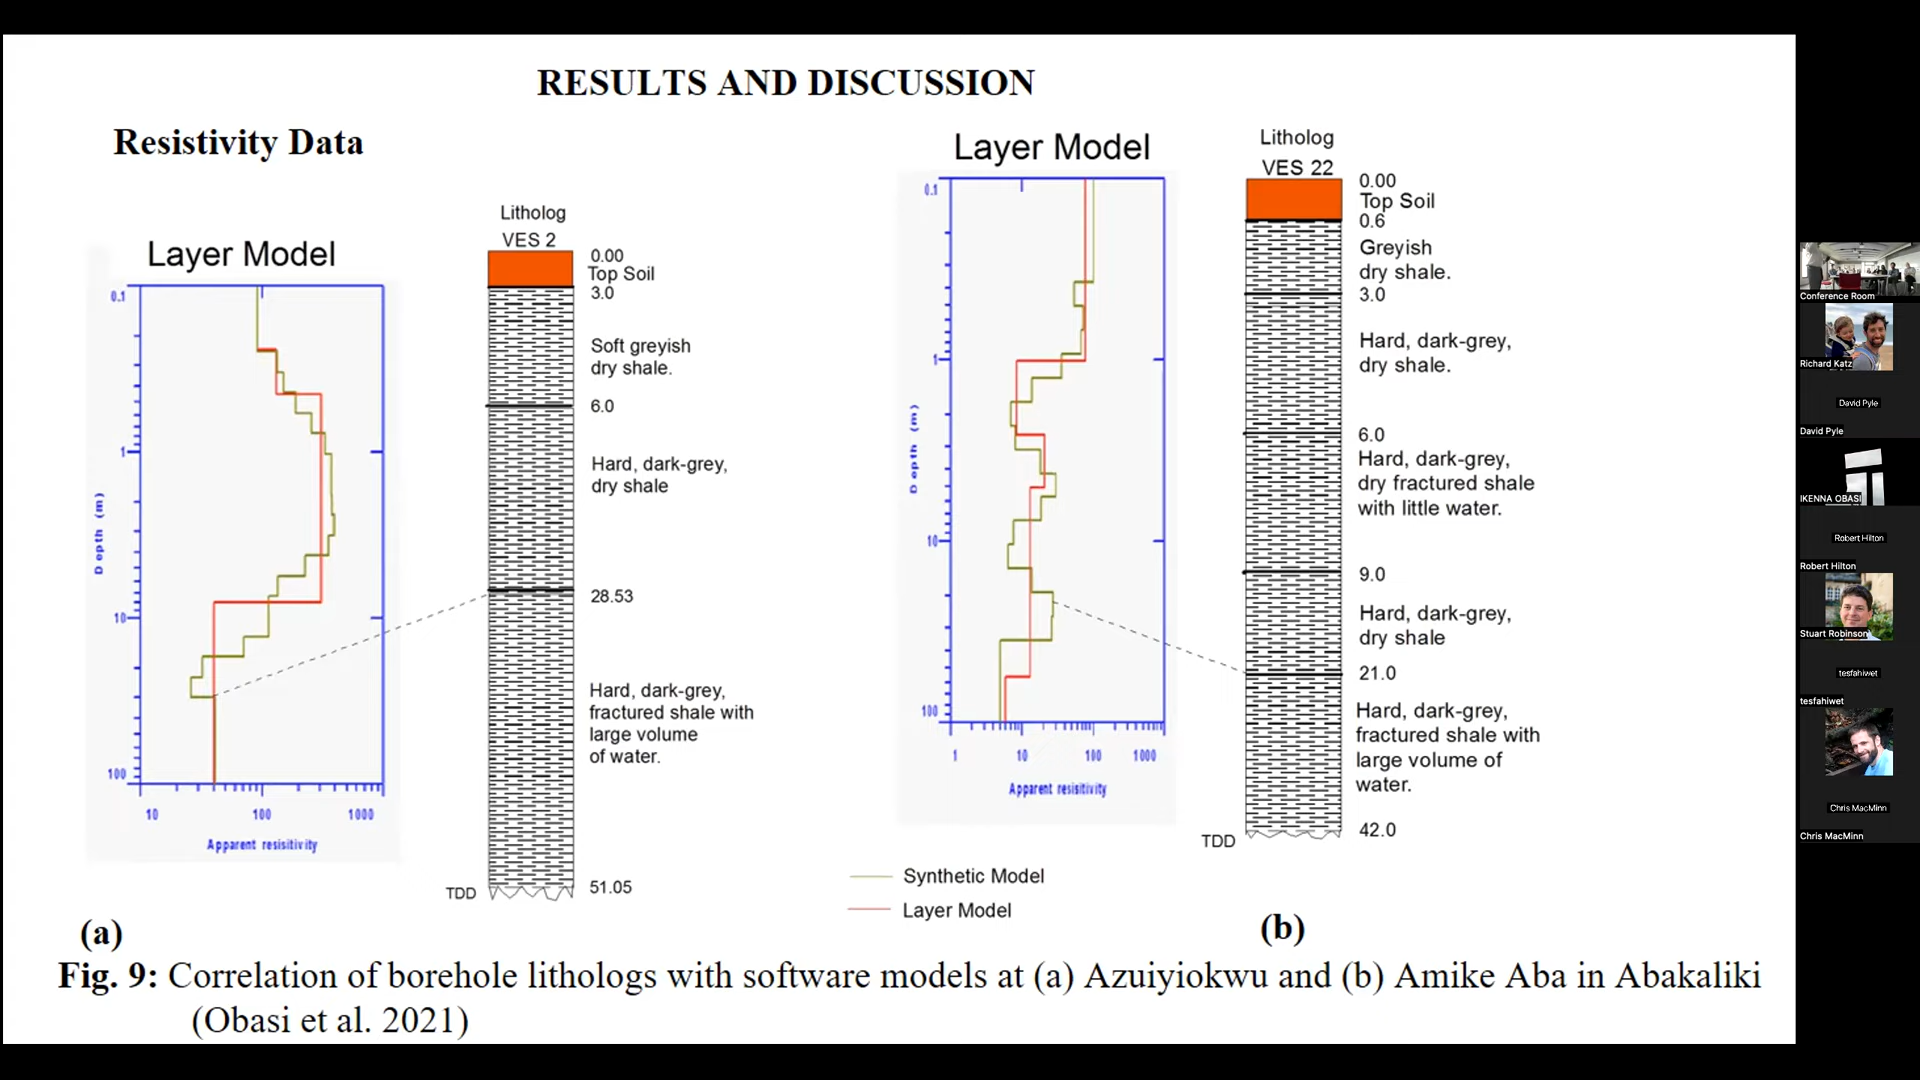 RESULTS AND DISCUSSION
Resistivity Data
Layer Model
0.1
1
10
100
Depth (m)
10
100
1000
Apparent resisitivity
Litholog
VES 2
0.00
Top Soil
3.0
Soft greyish
dry shale.
6.0
Hard, dark-grey,
dry shale
28.53
Hard, dark-grey,
fractured shale with
large volume
of water.
TDD
51.05
(a)
Layer Model
0.1
1
10
100
Depth (m)
1
10
100
1000
Apparent resitivity
Litholog
VES 22
0.00
Top Soil
0.6
Greyish
dry shale.
3.0
Hard, dark-grey,
dry shale.
6.0
Hard, dark-grey,
dry fractured shale
with little water.
9.0
Hard, dark-grey,
dry shale
21.0
Hard, dark-grey,
fractured shale with
large volume of
water.
TDD
42.0
Synthetic Model
Layer Model
(b)
Fig. 9: Correlation of borehole lithologs with software models at (a) Azuiyiokwu and (b) Amike Aba in Abakaliki
(Obasi et al. 2021)
Conference Room
Richard Katz
David Pyle
David Pyle
IKENNA OBASI
Robert Hilton
Robert Hilton
Stuart Robinson
tesfahiwet
tesfahiwet
Chris MacMinn
Chris MacMinn